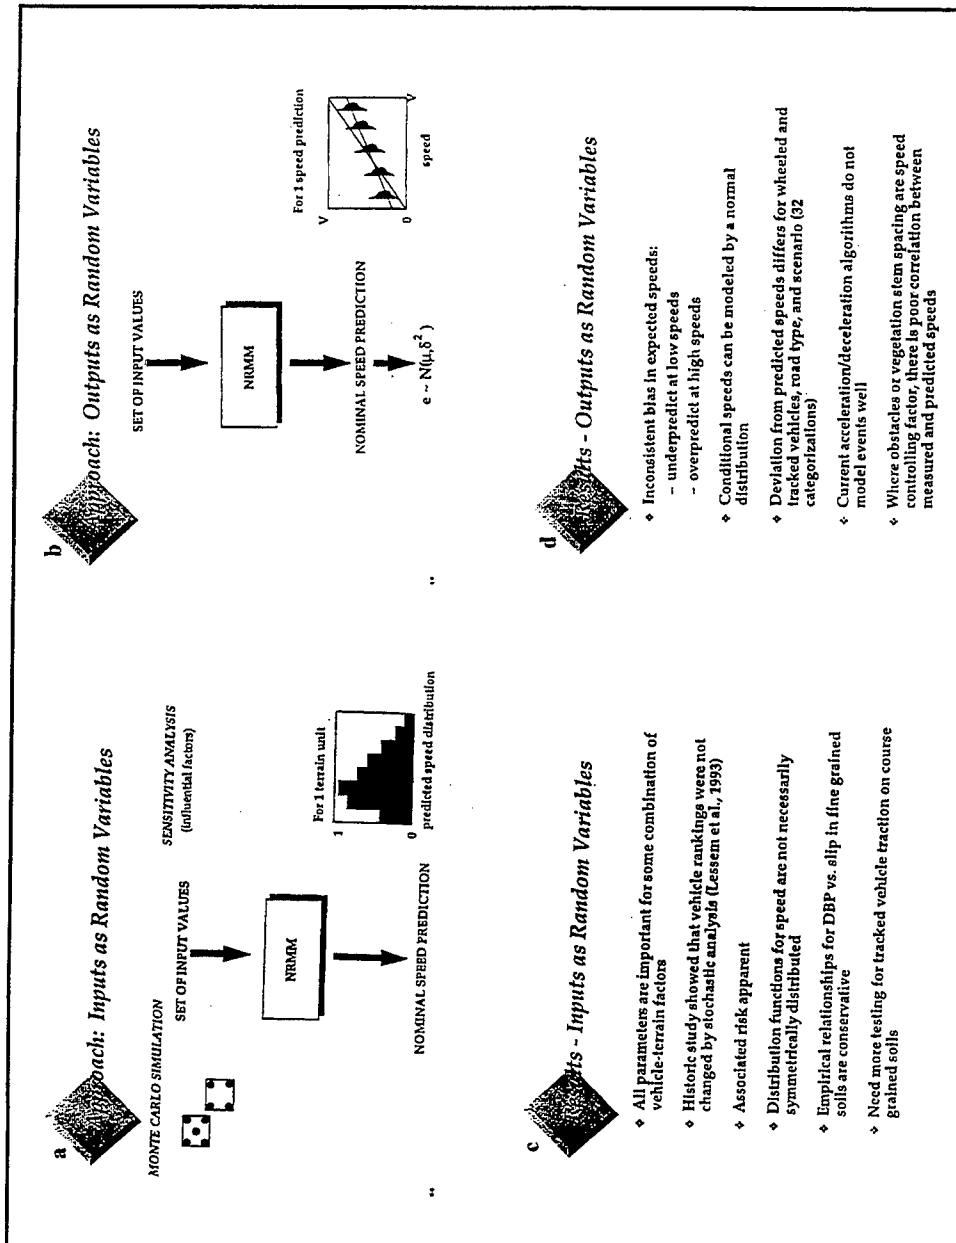 a
Approach: Inputs as Random Variables
MONTE CARLO SIMULATION
SENSITIVITY ANALYSIS
(influential factors)
SET OF INPUT VALUES
NRMM
NOMINAL SPEED PREDICTION
For 1 terrain unit
1
0
predicted speed distribution
b
Approach: Outputs as Random Variables
SET OF INPUT VALUES
NRMM
NOMINAL SPEED PREDICTION
e ~ N(μ,δ²)
For 1 speed prediction
V
0
V
speed
c
Results - Inputs as Random Variables
❖ All parameters are important for some combination of
vehicle-terrain factors
❖ Historic study showed that vehicle rankings were not
changed by stochastic analysis (Lessem et al., 1993)
❖ Associated risk apparent
❖ Distribution functions for speed are not necessarily
symmetrically distributed
❖ Empirical relationships for DBP vs. slip in fine grained
soils are conservative
❖ Need more testing for tracked vehicle traction on course
grained soils
d
Results - Outputs as Random Variables
❖ Inconsistent bias in expected speeds:
– underpredict at low speeds
– overpredict at high speeds
❖ Conditional speeds can be modeled by a normal
distribution
❖ Deviation from predicted speeds differs for wheeled and
tracked vehicles, road type, and scenario (32
categorizations)
❖ Current acceleration/deceleration algorithms do not
model events well
❖ Where obstacles or vegetation stem spacing are speed
controlling factor, there is poor correlation between
measured and predicted speeds